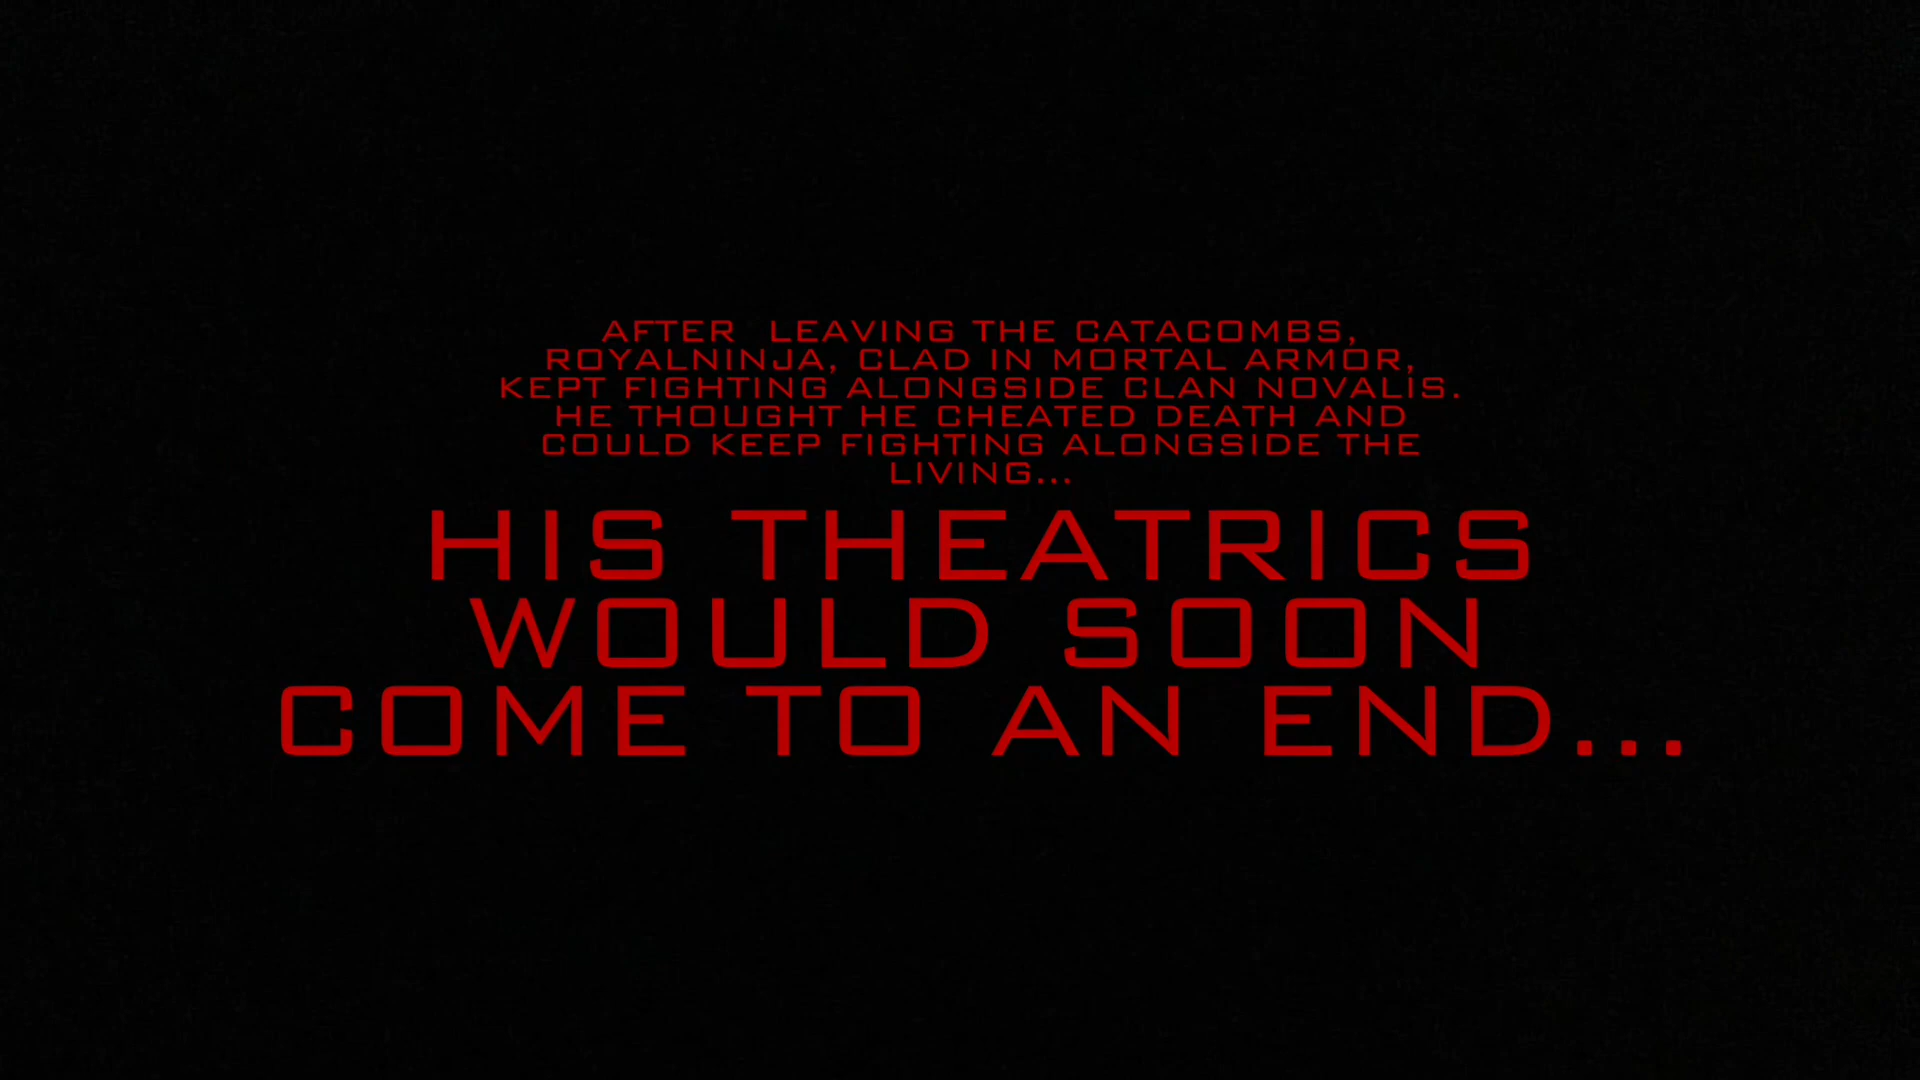 AFTER  LEAVING THE CATACOMBS,
ROYALNINJA, CLAD IN MORTAL ARMOR,
KEPT FIGHTING ALONGSIDE CLAN NOVALIS.
HE THOUGHT HE CHEATED DEATH AND
COULD KEEP FIGHTING ALONGSIDE THE
LIVING...
HIS THEATRICS
WOULD SOON
COME TO AN END...